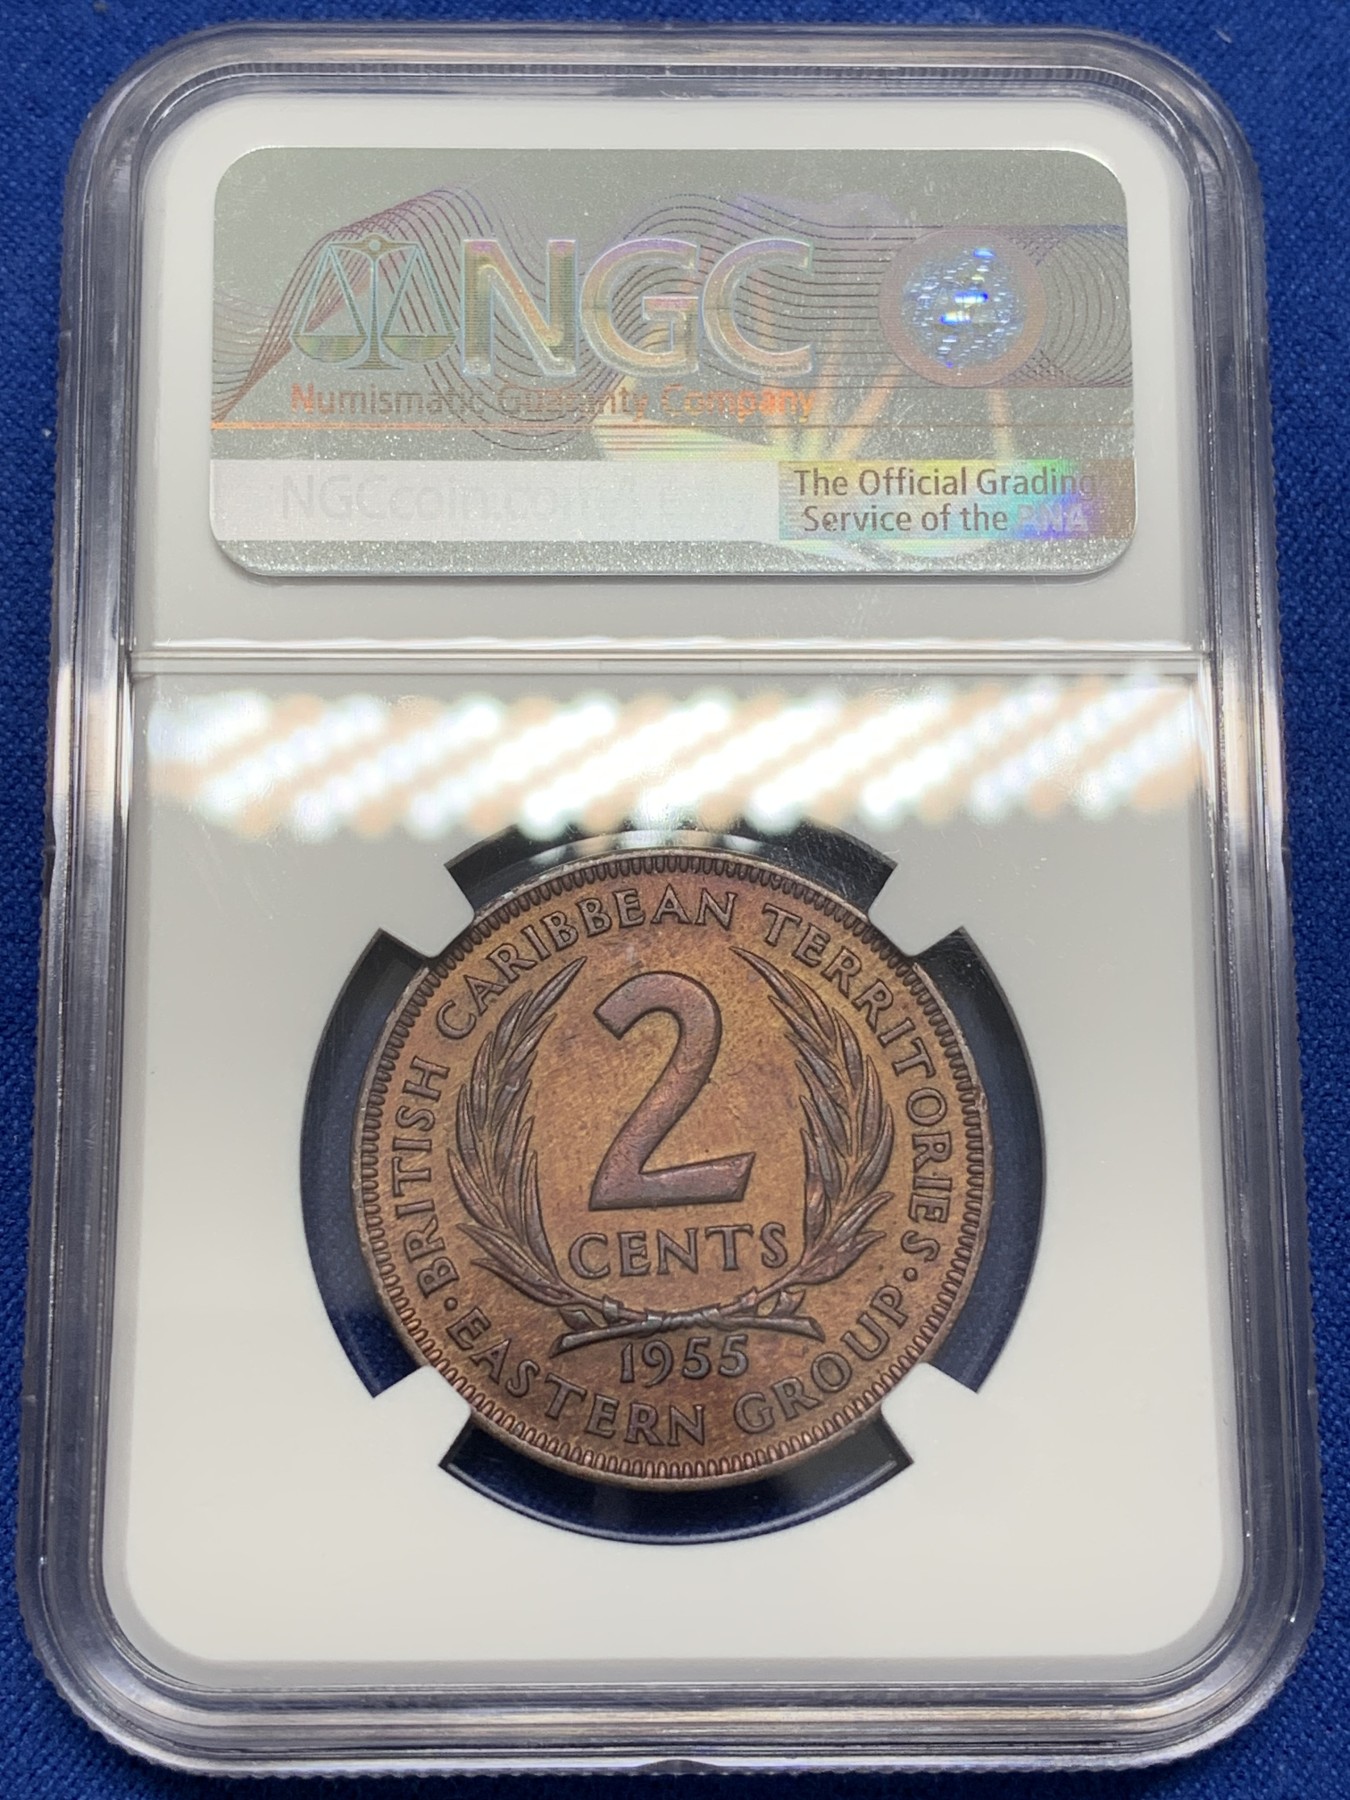 NGC
Numismatic Guaranty Company
NGCcoin.com
The Official Grading
Service of the PNG
BRITISH CARIBBEAN TERRITORIES
2
CENTS
1955
EASTERN GROUP